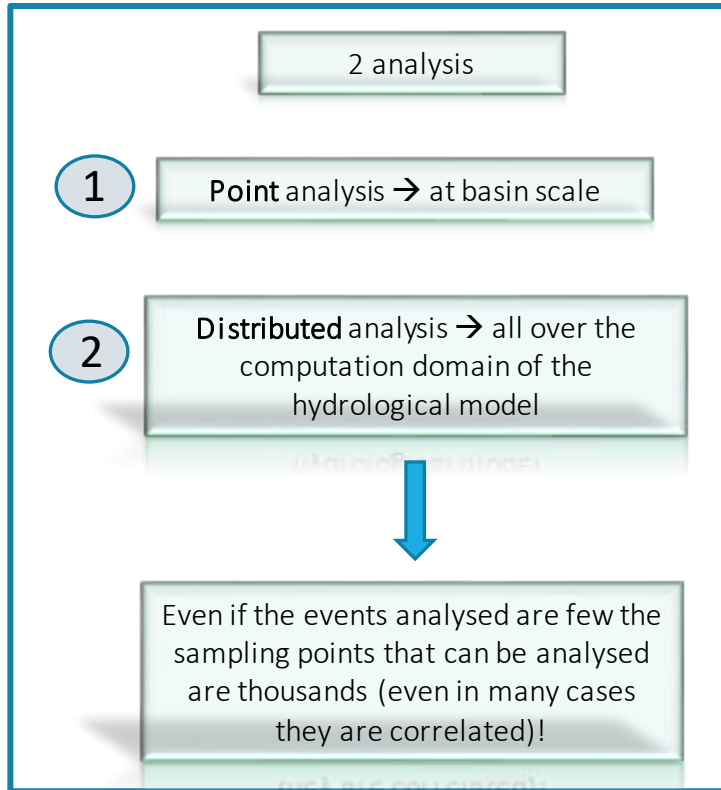 2 analysis
1
Point analysis → at basin scale
2
Distributed analysis → all over the
computation domain of the
hydrological model
Even if the events analysed are few the
sampling points that can be analysed
are thousands (even in many cases
they are correlated)!